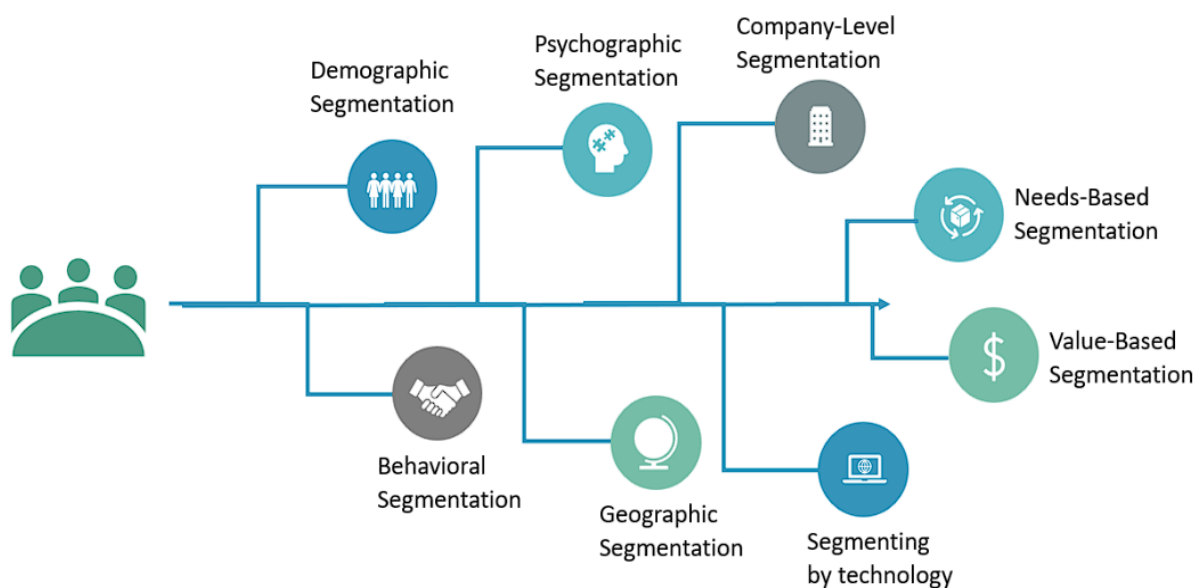 Demographic
Segmentation
Psychographic
Segmentation
Company-Level
Segmentation
Needs-Based
Segmentation
Value-Based
Segmentation
Behavioral
Segmentation
Geographic
Segmentation
Segmenting
by technology
$